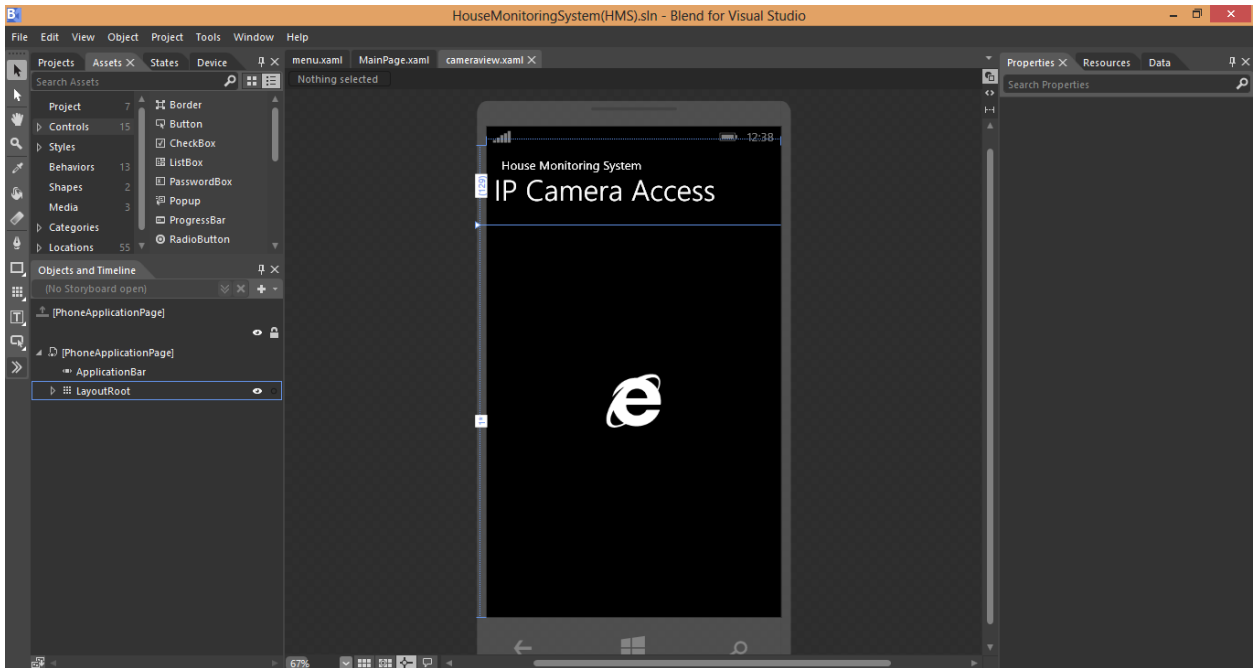 HouseMonitoringSystem(HMS).sln - Blend for Visual Studio
File Edit View Object Project Tools Window Help
Projects Assets States Device
menu.xaml MainPage.xaml cameraview.xaml
Properties Resources Data
Search Assets
Nothing selected
Search Properties
Project 7
Controls 15
Styles
Behaviors 13
Shapes 2
Media 3
Categories
Locations 55
Border
Button
CheckBox
ListBox
PasswordBox
Popup
ProgressBar
RadioButton
Objects and Timeline
(No Storyboard open)
[PhoneApplicationPage]
[PhoneApplicationPage]
ApplicationBar
LayoutRoot
12:38
House Monitoring System
(129)
IP Camera Access
1*
67%